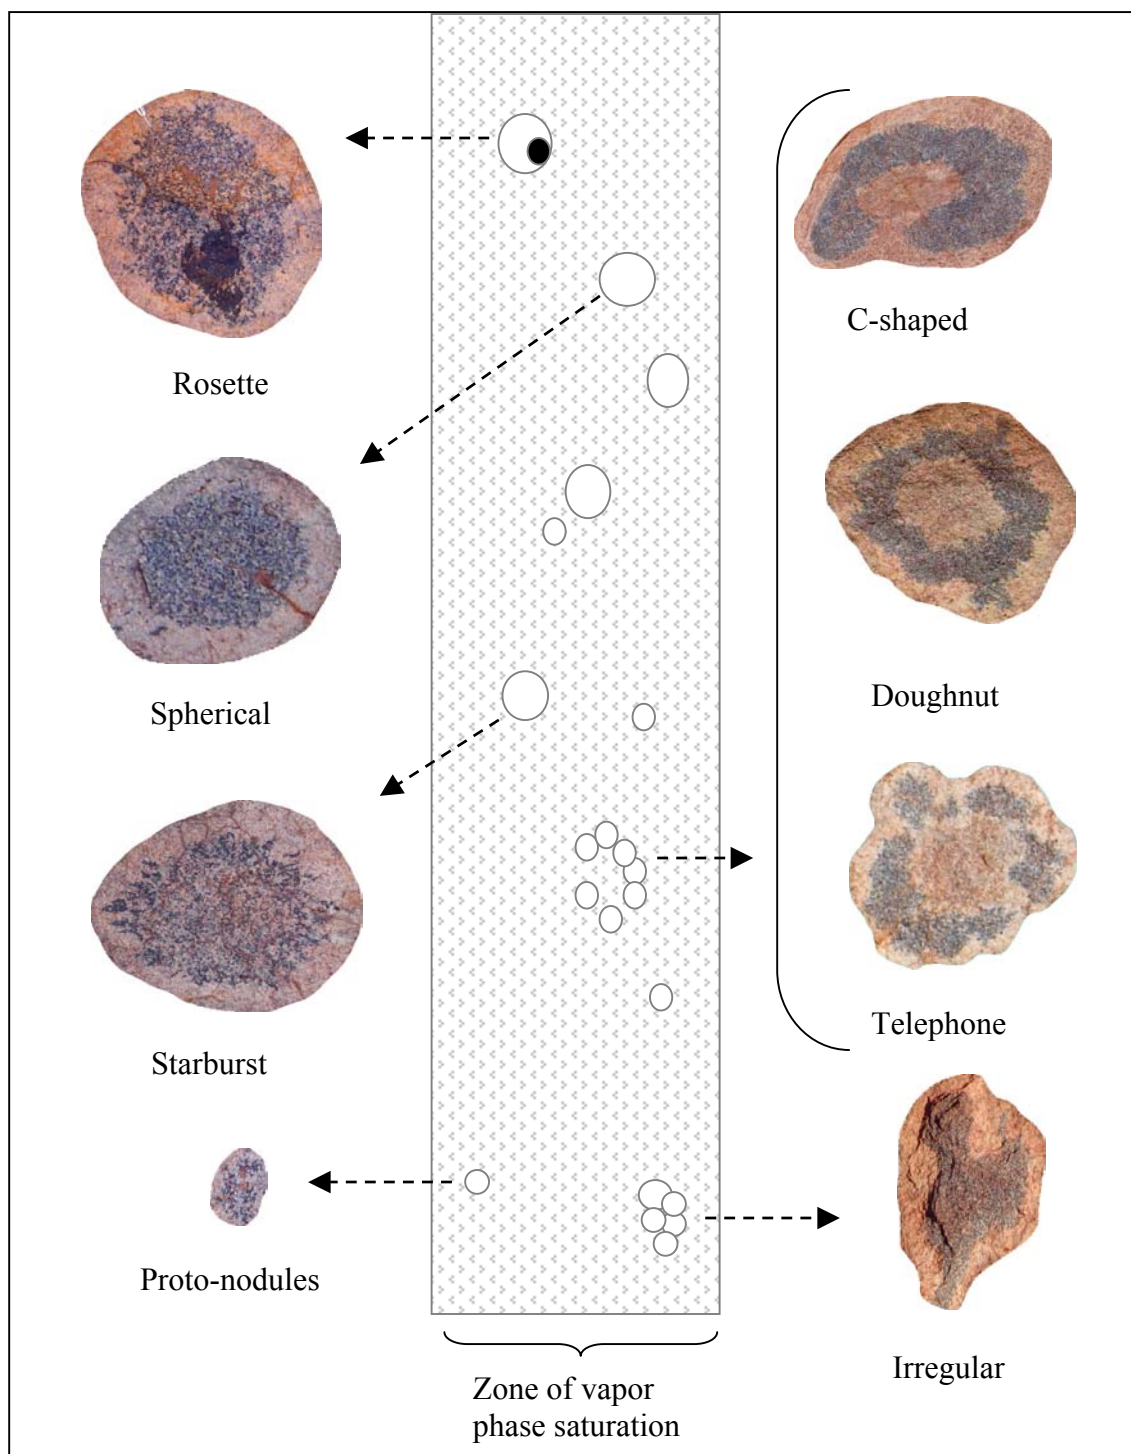 Rosette
Spherical
Starburst
Proto-nodules
C-shaped
Doughnut
Telephone
Irregular
Zone of vapor
phase saturation